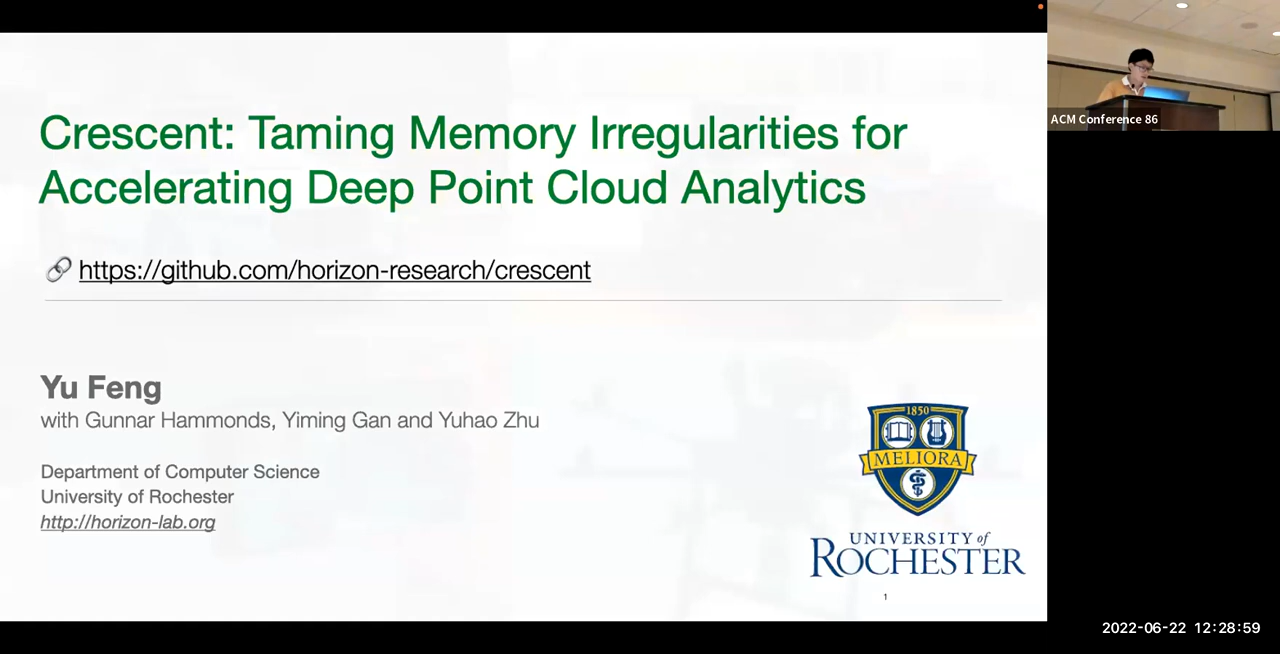 Crescent: Taming Memory Irregularities for
Accelerating Deep Point Cloud Analytics
https://github.com/horizon-research/crescent
Yu Feng
with Gunnar Hammonds, Yiming Gan and Yuhao Zhu
Department of Computer Science
University of Rochester
http://horizon-lab.org
1850
MELIORA
UNIVERSITY of
ROCHESTER
1
ACM Conference 86
2022-06-22 12:28:59